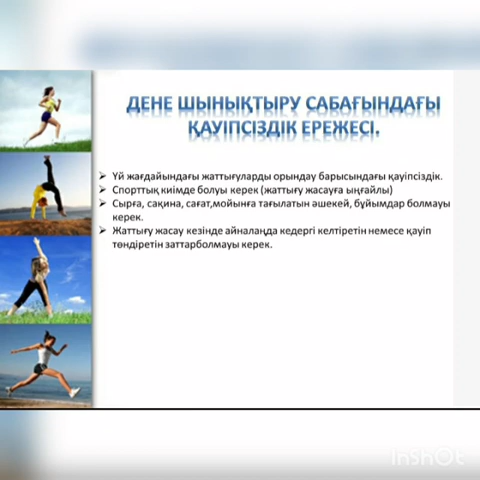 ДЕНЕ ШЫНЫҚТЫРУ САБАҒЫНДАҒЫ
ҚАУІПСІЗДІК ЕРЕЖЕСІ.
➢ Үй жағдайындағы жаттығуларды орындау барысындағы қауіпсіздік.
➢ Спорттық киімде болуы керек (жаттығу жасауға ыңғайлы)
➢ Сырға, сақина, сағат,мойынға тағылатын әшекей, бұйымдар болмауы
керек.
➢ Жаттығу жасау кезінде айналаңда кедергі келтіретін немесе қауіп
төндіретін заттарболмауы керек.
InShOt